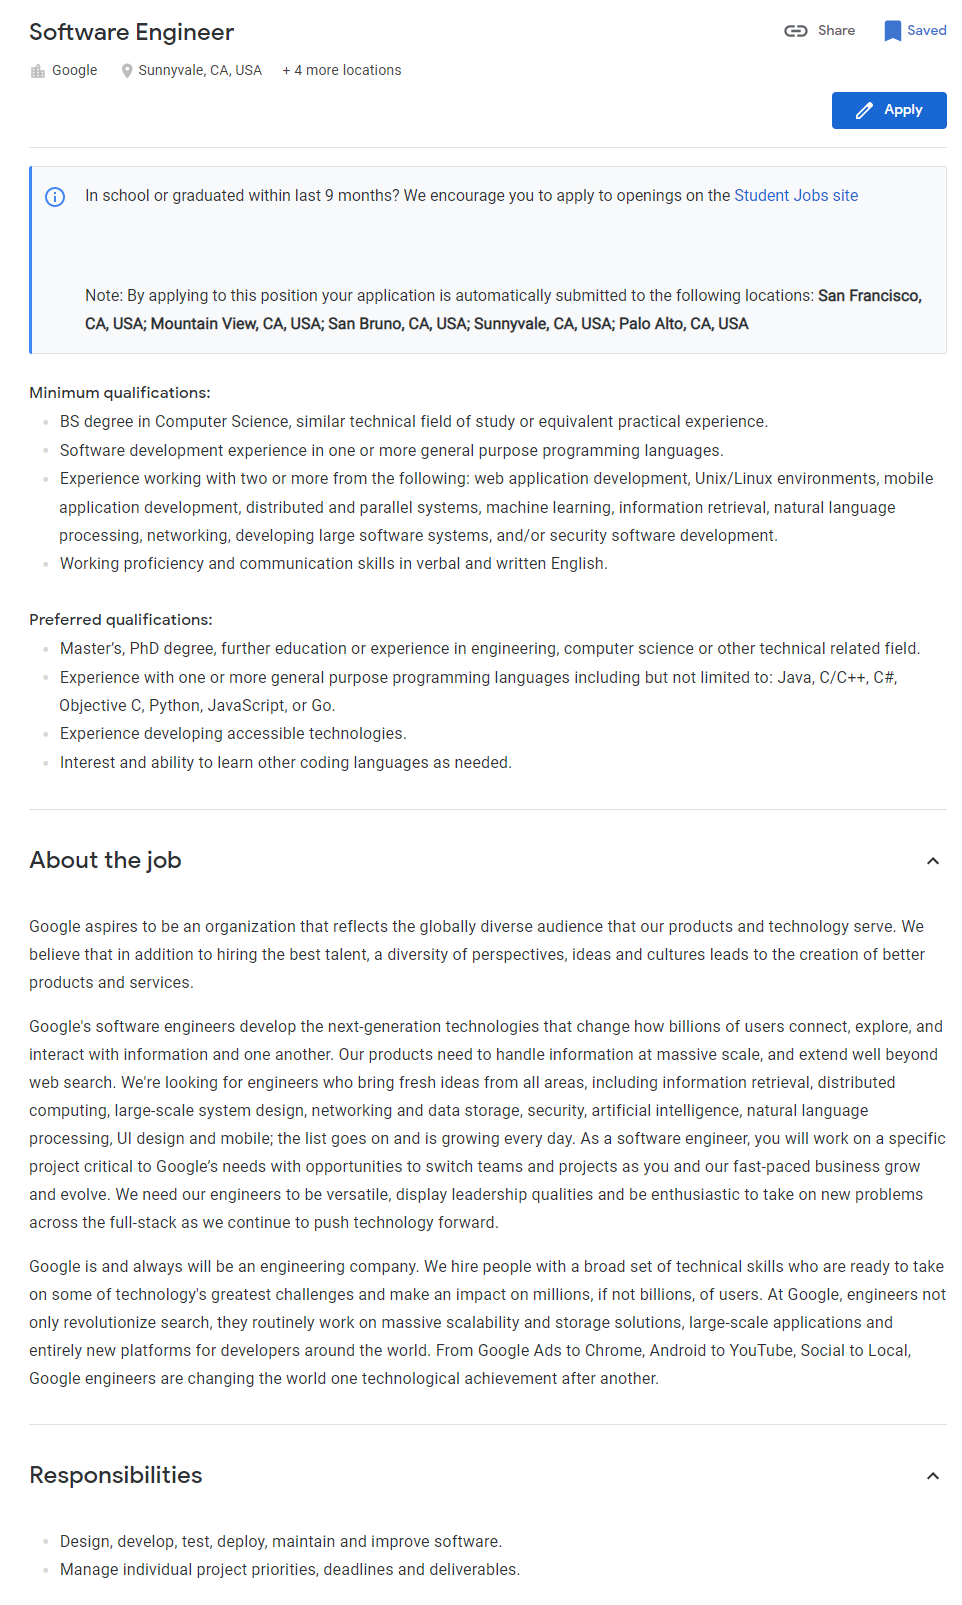 Software Engineer
Share
Saved
Google
Sunnyvale, CA, USA
+ 4 more locations
Apply
In school or graduated within last 9 months? We encourage you to apply to openings on the Student Jobs site
Note: By applying to this position your application is automatically submitted to the following locations: San Francisco,
CA, USA; Mountain View, CA, USA; San Bruno, CA, USA; Sunnyvale, CA, USA; Palo Alto, CA, USA
Minimum qualifications:
BS degree in Computer Science, similar technical field of study or equivalent practical experience.
Software development experience in one or more general purpose programming languages.
Experience working with two or more from the following: web application development, Unix/Linux environments, mobile
application development, distributed and parallel systems, machine learning, information retrieval, natural language
processing, networking, developing large software systems, and/or security software development.
Working proficiency and communication skills in verbal and written English.
Preferred qualifications:
Master's, PhD degree, further education or experience in engineering, computer science or other technical related field.
Experience with one or more general purpose programming languages including but not limited to: Java, C/C++, C#,
Objective C, Python, JavaScript, or Go.
Experience developing accessible technologies.
Interest and ability to learn other coding languages as needed.
About the job
Google aspires to be an organization that reflects the globally diverse audience that our products and technology serve. We
believe that in addition to hiring the best talent, a diversity of perspectives, ideas and cultures leads to the creation of better
products and services.
Google's software engineers develop the next-generation technologies that change how billions of users connect, explore, and
interact with information and one another. Our products need to handle information at massive scale, and extend well beyond
web search. We're looking for engineers who bring fresh ideas from all areas, including information retrieval, distributed
computing, large-scale system design, networking and data storage, security, artificial intelligence, natural language
processing, UI design and mobile; the list goes on and is growing every day. As a software engineer, you will work on a specific
project critical to Google’s needs with opportunities to switch teams and projects as you and our fast-paced business grow
and evolve. We need our engineers to be versatile, display leadership qualities and be enthusiastic to take on new problems
across the full-stack as we continue to push technology forward.
Google is and always will be an engineering company. We hire people with a broad set of technical skills who are ready to take
on some of technology's greatest challenges and make an impact on millions, if not billions, of users. At Google, engineers not
only revolutionize search, they routinely work on massive scalability and storage solutions, large-scale applications and
entirely new platforms for developers around the world. From Google Ads to Chrome, Android to YouTube, Social to Local,
Google engineers are changing the world one technological achievement after another.
Responsibilities
Design, develop, test, deploy, maintain and improve software.
Manage individual project priorities, deadlines and deliverables.